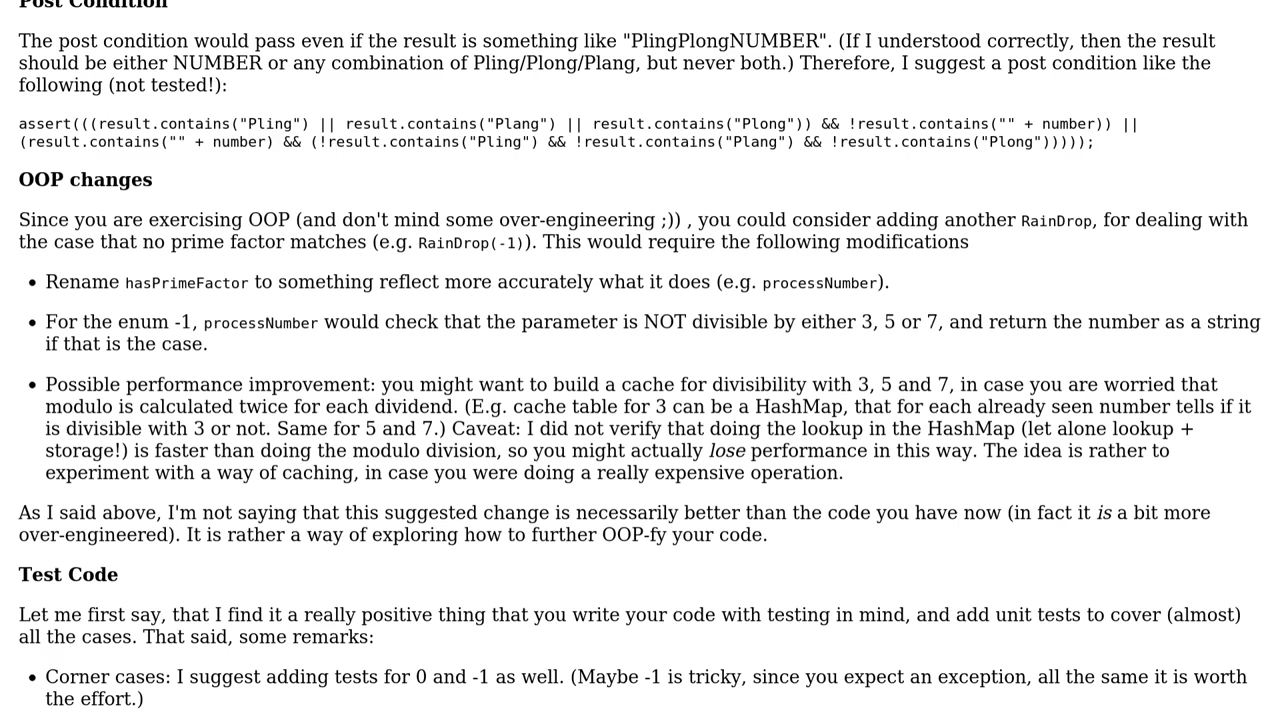 Post Condition
The post condition would pass even if the result is something like "PlingPlongNUMBER". (If I understood correctly, then the result
should be either NUMBER or any combination of Pling/Plong/Plang, but never both.) Therefore, I suggest a post condition like the
following (not tested!):
assert(((result.contains("Pling") || result.contains("Plang") || result.contains("Plong")) && !result.contains("" + number)) ||
(result.contains("" + number) && (!result.contains("Pling") && !result.contains("Plang") && !result.contains("Plong")))));
OOP changes
Since you are exercising OOP (and don't mind some over-engineering ;)) , you could consider adding another RainDrop, for dealing with
the case that no prime factor matches (e.g. RainDrop(-1)). This would require the following modifications
• Rename hasPrimeFactor to something reflect more accurately what it does (e.g. processNumber).
• For the enum -1, processNumber would check that the parameter is NOT divisible by either 3, 5 or 7, and return the number as a string
if that is the case.
• Possible performance improvement: you might want to build a cache for divisibility with 3, 5 and 7, in case you are worried that
modulo is calculated twice for each dividend. (E.g. cache table for 3 can be a HashMap, that for each already seen number tells if it
is divisible with 3 or not. Same for 5 and 7.) Caveat: I did not verify that doing the lookup in the HashMap (let alone lookup +
storage!) is faster than doing the modulo division, so you might actually lose performance in this way. The idea is rather to
experiment with a way of caching, in case you were doing a really expensive operation.
As I said above, I'm not saying that this suggested change is necessarily better than the code you have now (in fact it is a bit more
over-engineered). It is rather a way of exploring how to further OOP-fy your code.
Test Code
Let me first say, that I find it a really positive thing that you write your code with testing in mind, and add unit tests to cover (almost)
all the cases. That said, some remarks:
• Corner cases: I suggest adding tests for 0 and -1 as well. (Maybe -1 is tricky, since you expect an exception, all the same it is worth
the effort.)